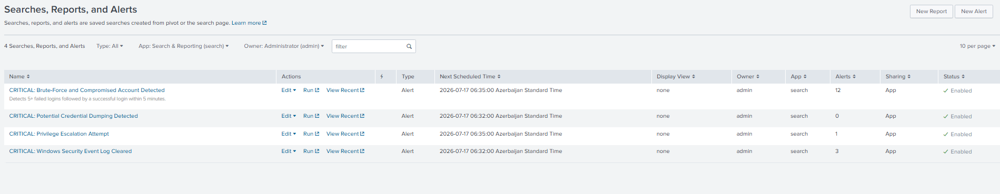 Searches, Reports, and Alerts
New Report New Alert
Searches, reports, and alerts are saved searches created from pivot or the search page. Learn more
4 Searches, Reports, and Alerts Type: All App: Search & Reporting (search) Owner: Administrator (admin) filter 10 per page
Name Actions Type Next Scheduled Time Display View Owner App Alerts Sharing Status
CRITICAL: Brute-Force and Compromised Account Detected Edit Run View Recent Alert 2026-07-17 06:35:00 Azerbaijan Standard Time none admin search 12 App Enabled
Detects 5+ failed logins followed by a successful login within 5 minutes.
CRITICAL: Potential Credential Dumping Detected Edit Run View Recent Alert 2026-07-17 06:32:00 Azerbaijan Standard Time none admin search 0 App Enabled
CRITICAL: Privilege Escalation Attempt Edit Run View Recent Alert 2026-07-17 06:35:00 Azerbaijan Standard Time none admin search 1 App Enabled
CRITICAL: Windows Security Event Log Cleared Edit Run View Recent Alert 2026-07-17 06:32:00 Azerbaijan Standard Time none admin search 3 App Enabled